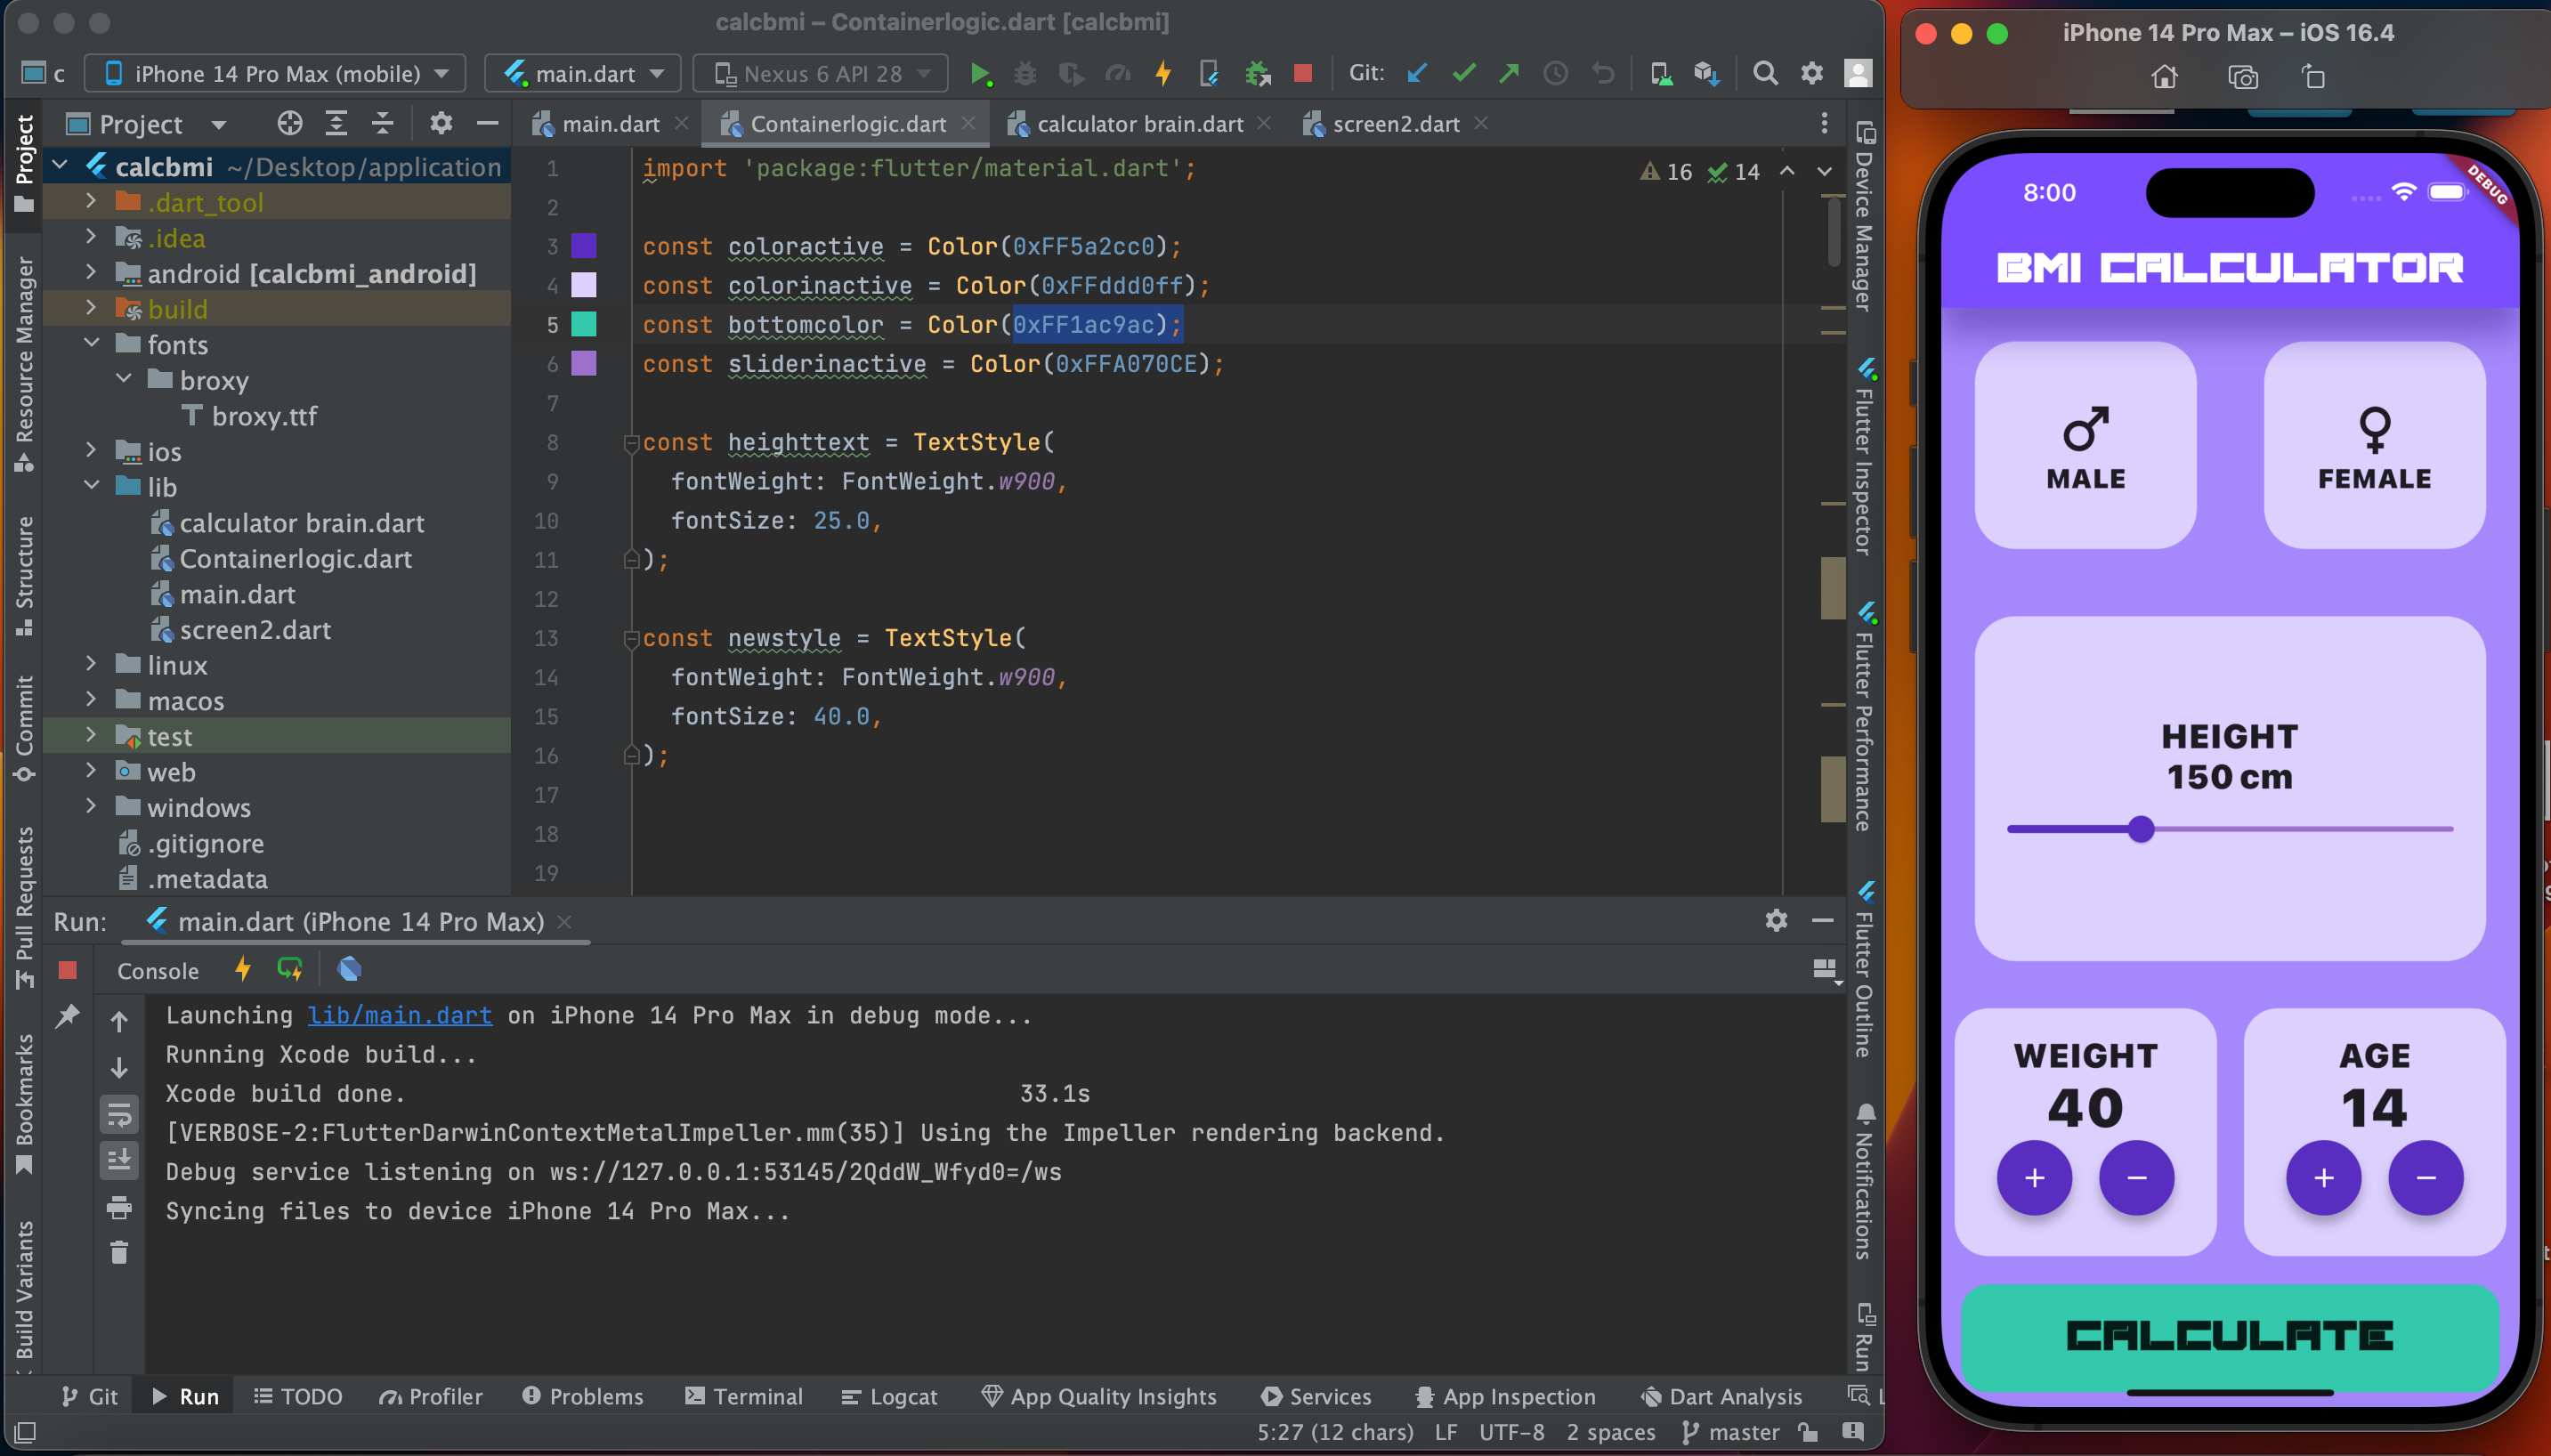 calcbmi – Containerlogic.dart [calcbmi]
c
iPhone 14 Pro Max (mobile)
main.dart
Nexus 6 API 28
Git:
Project
main.dart
Containerlogic.dart
calculator brain.dart
screen2.dart
Project
Resource Manager
Structure
Commit
Pull Requests
Bookmarks
Build Variants
calcbmi ~/Desktop/application
.dart_tool
.idea
android [calcbmi_android]
build
fonts
broxy
broxy.ttf
ios
lib
calculator brain.dart
Containerlogic.dart
main.dart
screen2.dart
linux
macos
test
web
windows
.gitignore
.metadata
16 14
1 import 'package:flutter/material.dart';
2
3 const coloractive = Color(0xFF5a2cc0);
4 const colorinactive = Color(0xFFddd0ff);
5 const bottomcolor = Color(0xFF1ac9ac);
6 const sliderinactive = Color(0xFFA070CE);
7
8 const heighttext = TextStyle(
9 fontWeight: FontWeight.w900,
10 fontSize: 25.0,
11 );
12
13 const newstyle = TextStyle(
14 fontWeight: FontWeight.w900,
15 fontSize: 40.0,
16 );
17
18
19
Device Manager
Flutter Inspector
Flutter Performance
Flutter Outline
Notifications
Run
Run:
main.dart (iPhone 14 Pro Max)
Console
Launching lib/main.dart on iPhone 14 Pro Max in debug mode...
Running Xcode build...
Xcode build done. 33.1s
[VERBOSE-2:FlutterDarwinContextMetalImpeller.mm(35)] Using the Impeller rendering backend.
Debug service listening on ws://127.0.0.1:53145/2QddW_Wfyd0=/ws
Syncing files to device iPhone 14 Pro Max...
Git
Run
TODO
Profiler
Problems
Terminal
Logcat
App Quality Insights
Services
App Inspection
Dart Analysis
5:27 (12 chars) LF UTF-8 2 spaces master
iPhone 14 Pro Max – iOS 16.4
8:00
DEBUG
BMI CALCULATOR
MALE
FEMALE
HEIGHT
150 cm
WEIGHT
40
+ −
AGE
14
+ −
CALCULATE